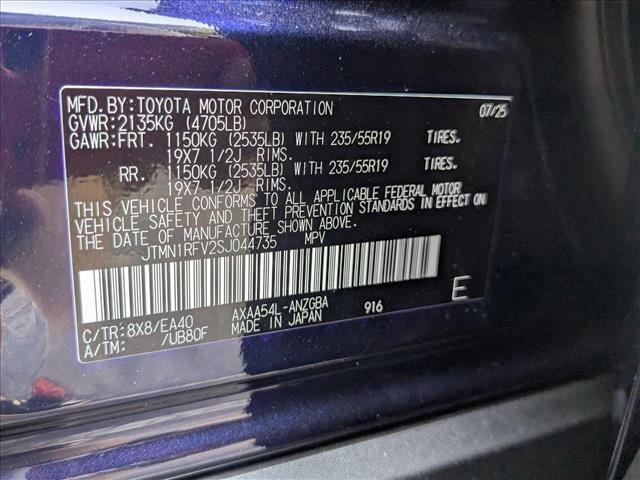 MFD.BY:TOYOTA MOTOR CORPORATION 07/25
GVWR:2135KG (4705LB)
GAWR:FRT. 1150KG (2535LB) WITH 235/55R19 TIRES.
19X7 1/2J RIMS.
RR. 1150KG (2535LB) WITH 235/55R19 TIRES.
19X7 1/2J RIMS.
THIS VEHICLE CONFORMS TO ALL APPLICABLE FEDERAL MOTOR
VEHICLE SAFETY AND THEFT PREVENTION STANDARDS IN EFFECT ON
THE DATE OF MANUFACTURE SHOWN ABOVE.
JTMN1RFV2SJ044735 MPV
C/TR:8X8/EA40 AXAA54L-ANZGBA 916 E
A/TM: /UB80F MADE IN JAPAN